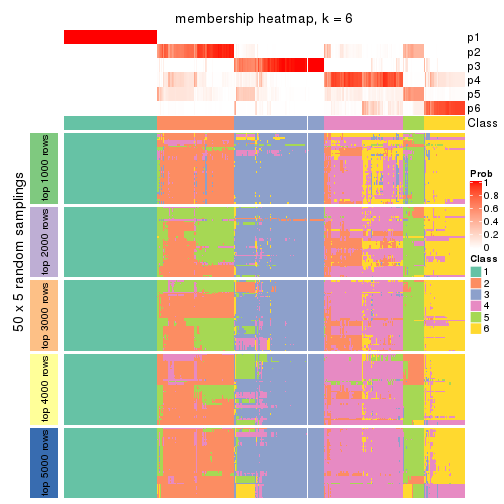 membership heatmap, k = 6
p1
p2
p3
p4
p5
p6
Class
50 x 5 random samplings
top 1000 rows
top 2000 rows
top 3000 rows
top 4000 rows
top 5000 rows
Prob
1
0.8
0.6
0.4
0.2
0
Class
1
2
3
4
5
6